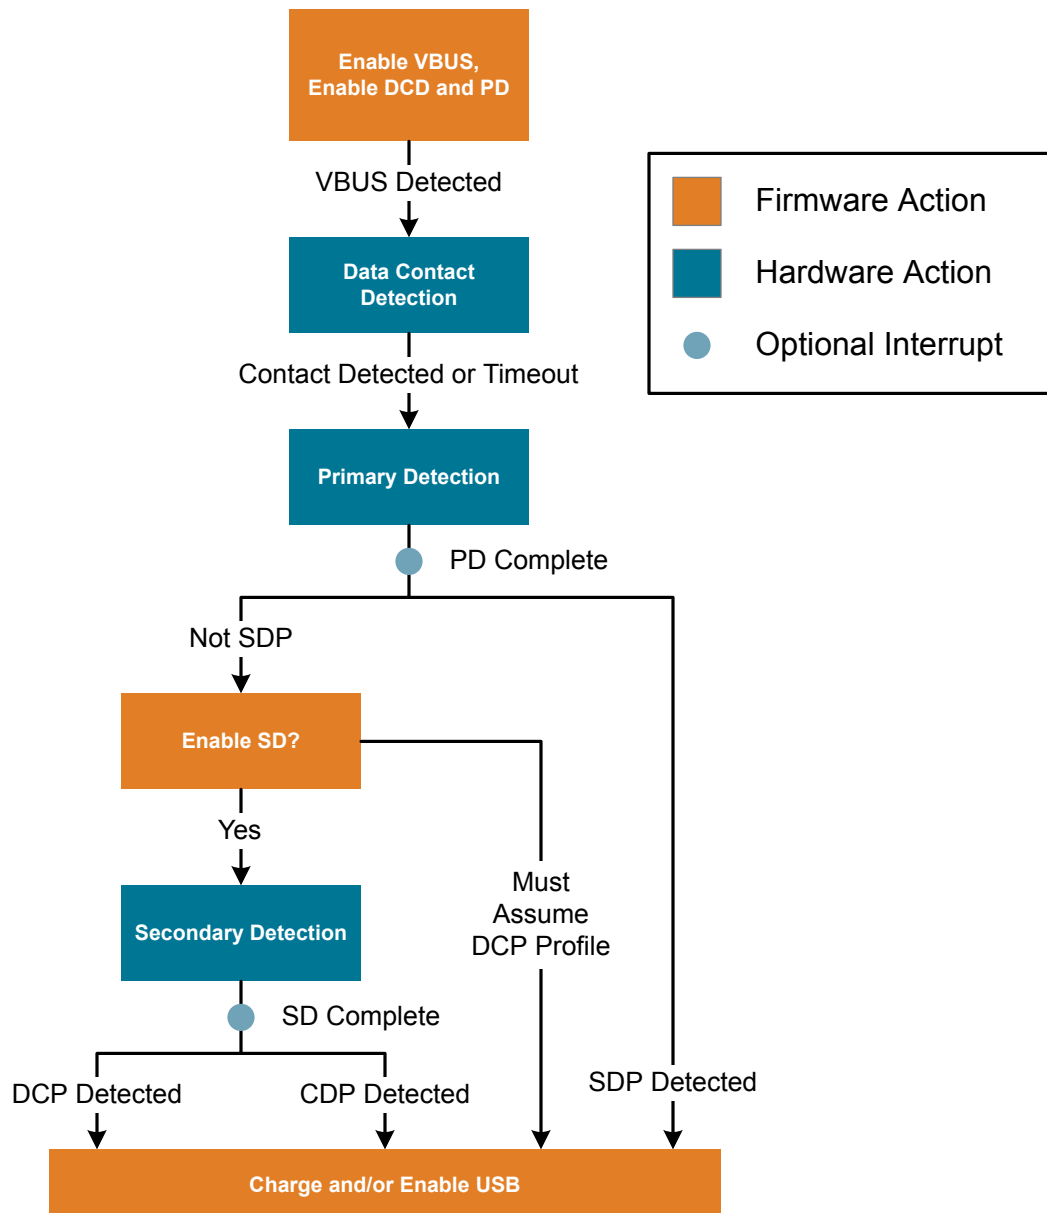 Enable VBUS,
Enable DCD and PD
VBUS Detected
Firmware Action
Hardware Action
Optional Interrupt
Data Contact
Detection
Contact Detected or Timeout
Primary Detection
PD Complete
Not SDP
Enable SD?
Yes
Must
Assume
DCP Profile
Secondary Detection
SD Complete
DCP Detected
CDP Detected
SDP Detected
Charge and/or Enable USB